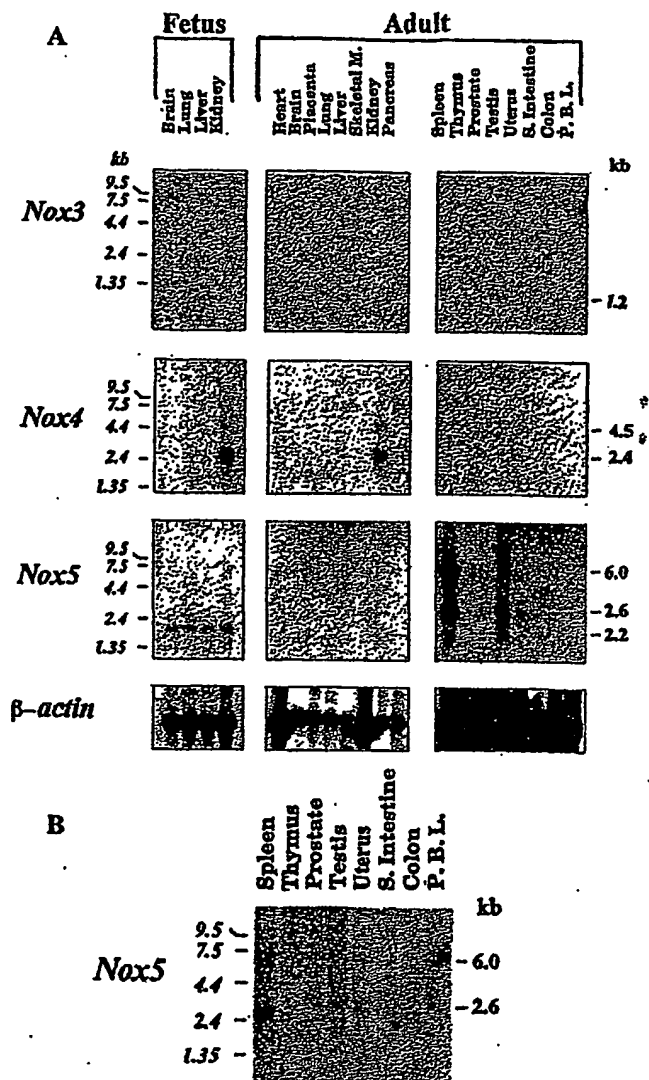 A
Fetus
Adult
Brain
Lung
Liver
Kidney
Heart
Brain
Placenta
Lung
Liver
Skeletal M.
Kidney
Pancreas
Spleen
Thymus
Prostate
Testis
Uterus
S. Intestine
Colon
P. B. L.
kb
kb
Nox3
9.5
7.5
4.4
2.4
1.35
1.2
Nox4
9.5
7.5
4.4
2.4
1.35
4.5
2.4
Nox5
9.5
7.5
4.4
2.4
1.35
6.0
2.6
2.2
β-actin
B
Spleen
Thymus
Prostate
Testis
Uterus
S. Intestine
Colon
P. B. L.
kb
Nox5
9.5
7.5
4.4
2.4
1.35
6.0
2.6